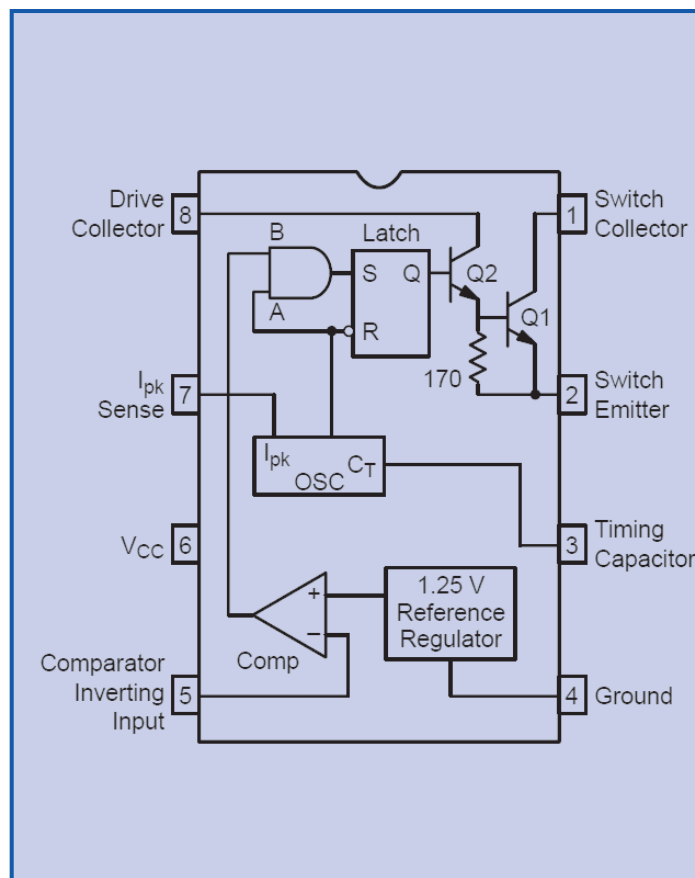 Drive
Collector
8
B
A
Latch
S
Q
R
Q2
Q1
170
1
Switch
Collector
Ipk
Sense
7
2
Switch
Emitter
Ipk
OSC
CT
VCC
6
3
Timing
Capacitor
+
−
Comp
1.25 V
Reference
Regulator
Comparator
Inverting
Input
5
4
Ground